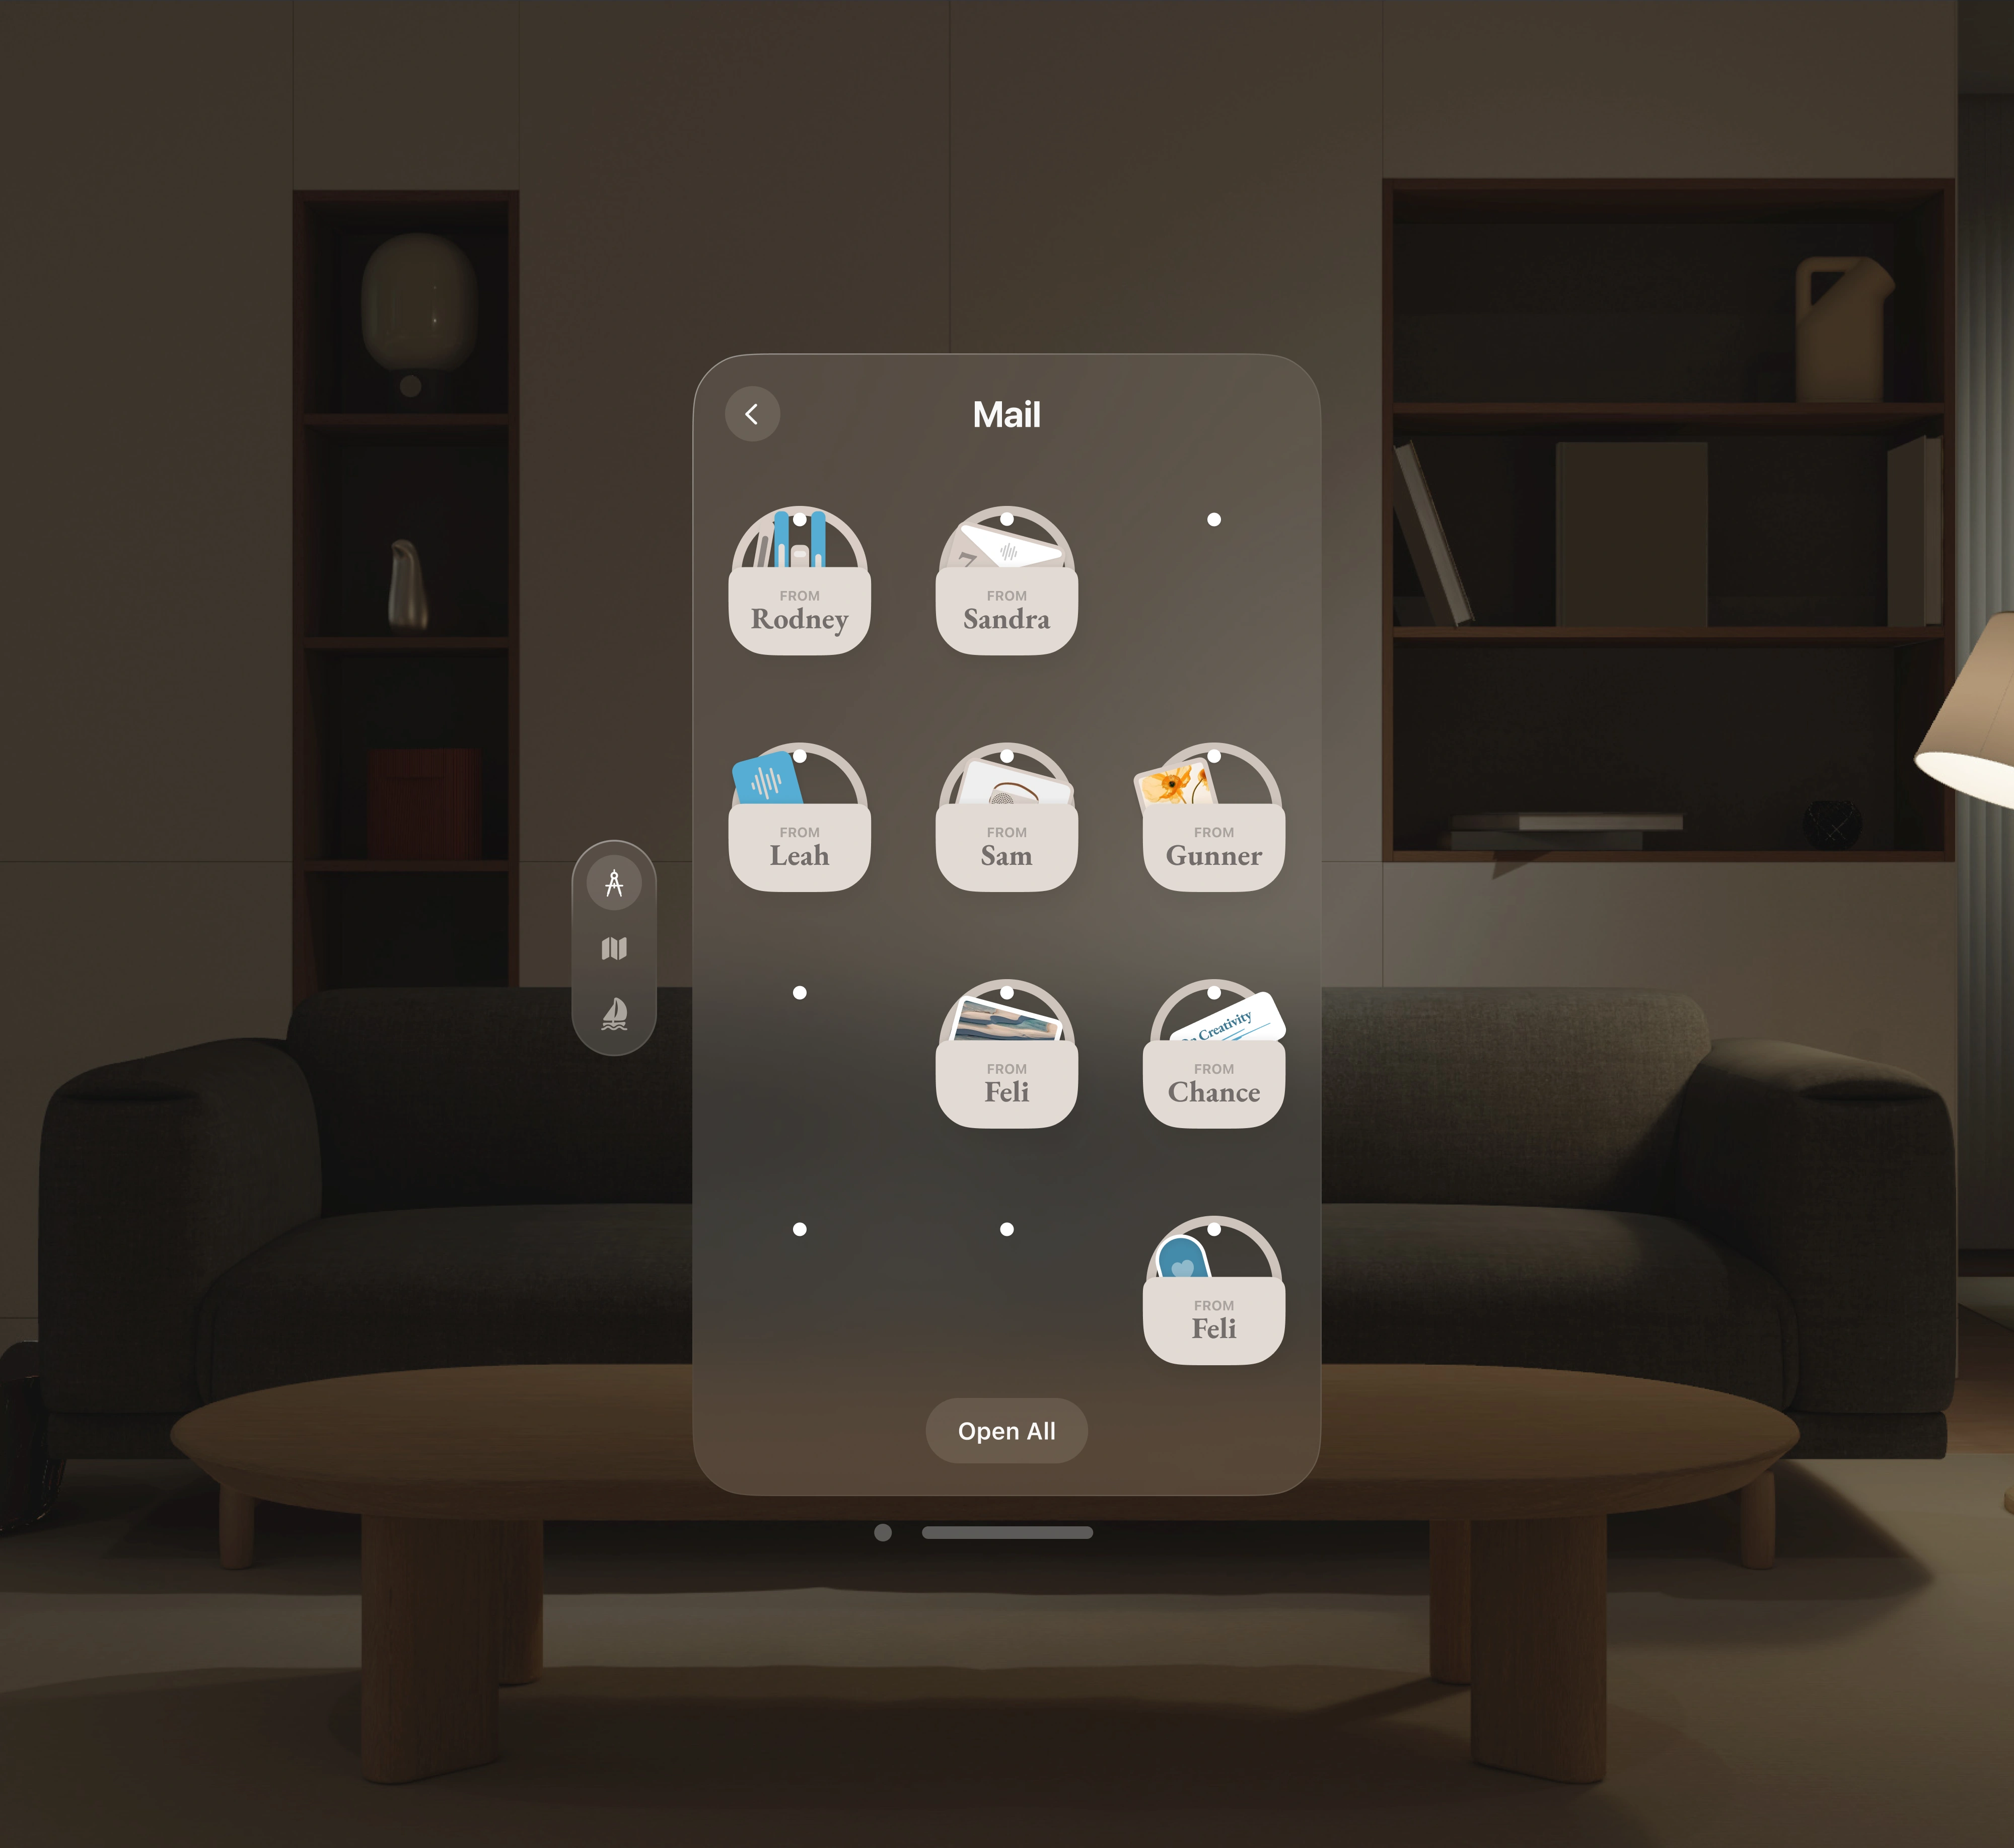 Mail
FROM
Rodney
FROM
Sandra
FROM
Leah
FROM
Sam
FROM
Gunner
FROM
Feli
Creativity
FROM
Chance
FROM
Feli
Open All